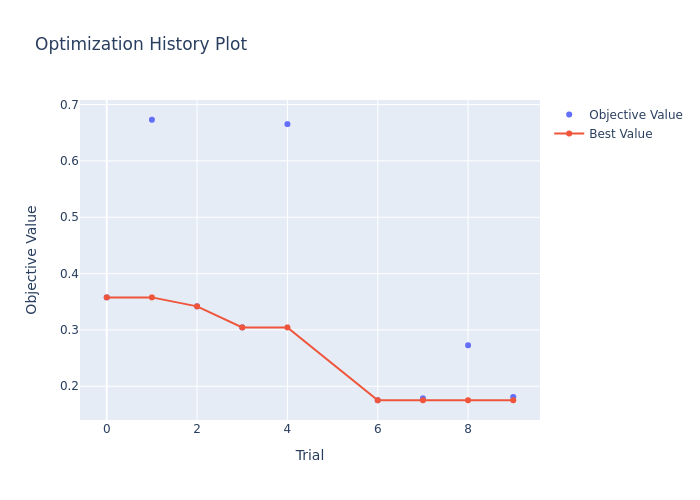 Optimization History Plot
0.7
0.6
0.5
0.4
0.3
0.2
Objective Value
0 2 4 6 8
Trial
Objective Value
Best Value